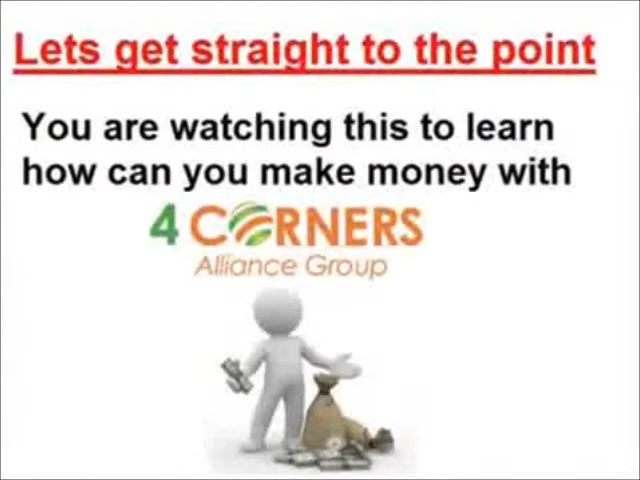 Lets get straight to the point
You are watching this to learn
how can you make money with
4 CORNERS
Alliance Group